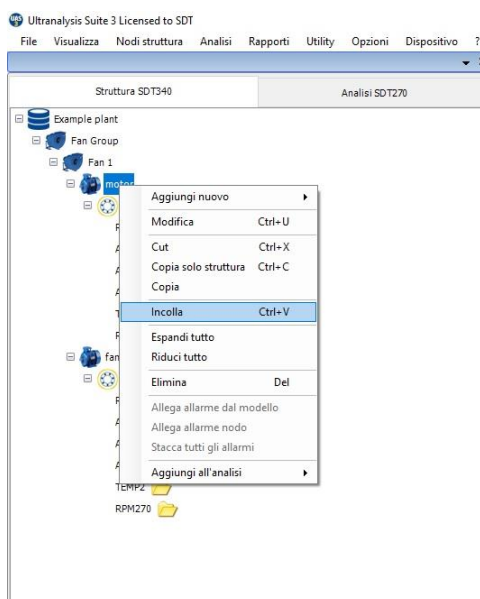 Ultranalysis Suite 3 Licensed to SDT
File Visualizza Nodi struttura Analisi Rapporti Utility Opzioni Dispositivo ?
Struttura SDT340 Analisi SDT270
Example plant
Fan Group
Fan 1
motor
Aggiungi nuovo
Modifica Ctrl+U
Cut Ctrl+X
Copia solo struttura Ctrl+C
Copia
Incolla Ctrl+V
Espandi tutto
Riduci tutto
fan
Elimina Del
Allega allarme dal modello
Allega allarme nodo
Stacca tutti gli allarmi
Aggiungi all'analisi
TEMP2
RPM270